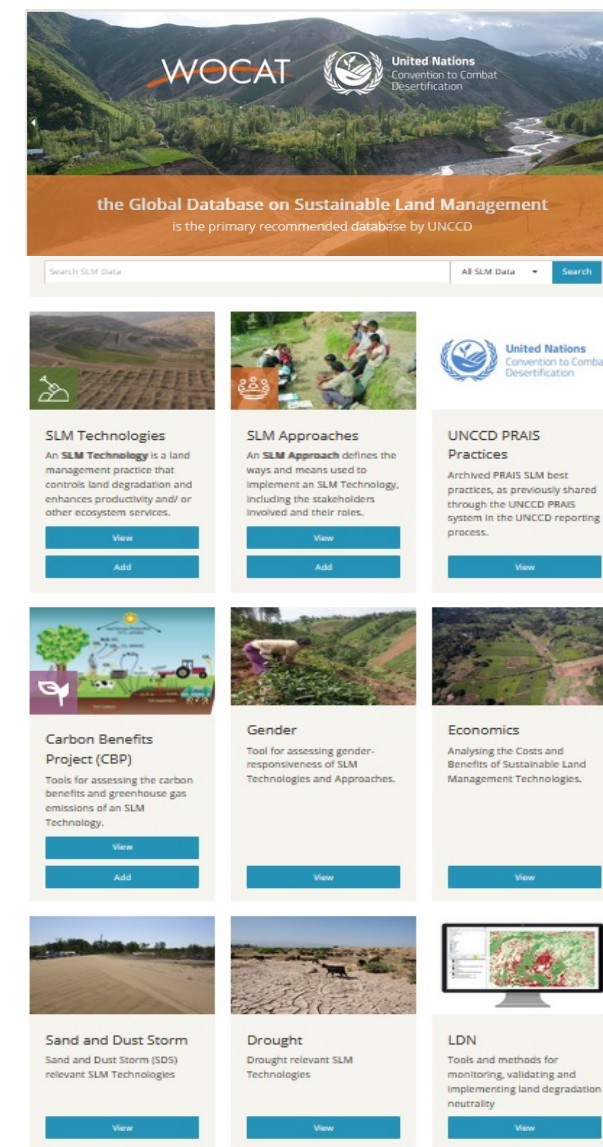 WOCAT
United Nations
Convention to Combat
Desertification
the Global Database on Sustainable Land Management
is the primary recommended database by UNCCD
Search SLM Data
All SLM Data
Search
United Nations
Convention to Comba
Desertification
SLM Technologies
An SLM Technology is a land
management practice that
controls land degradation and
enhances productivity and/ or
other ecosystem services.
View
Add
SLM Approaches
An SLM Approach defines the
ways and means used to
implement an SLM Technology,
including the stakeholders
involved and their roles.
View
Add
UNCCD PRAIS
Practices
Archived PRAIS SLM best
practices, as previously shared
through the UNCCD PRAIS
system in the UNCCD reporting
process.
View
Carbon Benefits
Project (CBP)
Tools for assessing the carbon
benefits and greenhouse gas
emissions of an SLM
Technology.
View
Add
Gender
Tool for assessing gender-
responsiveness of SLM
Technologies and Approaches.
View
Economics
Analysing the Costs and
Benefits of Sustainable Land
Management Technologies.
View
Sand and Dust Storm
Sand and Dust Storm (SDS)
relevant SLM Technologies
View
Drought
Drought relevant SLM
Technologies
View
LDN
Tools and methods for
monitoring, validating and
implementing land degradation
neutrality
View